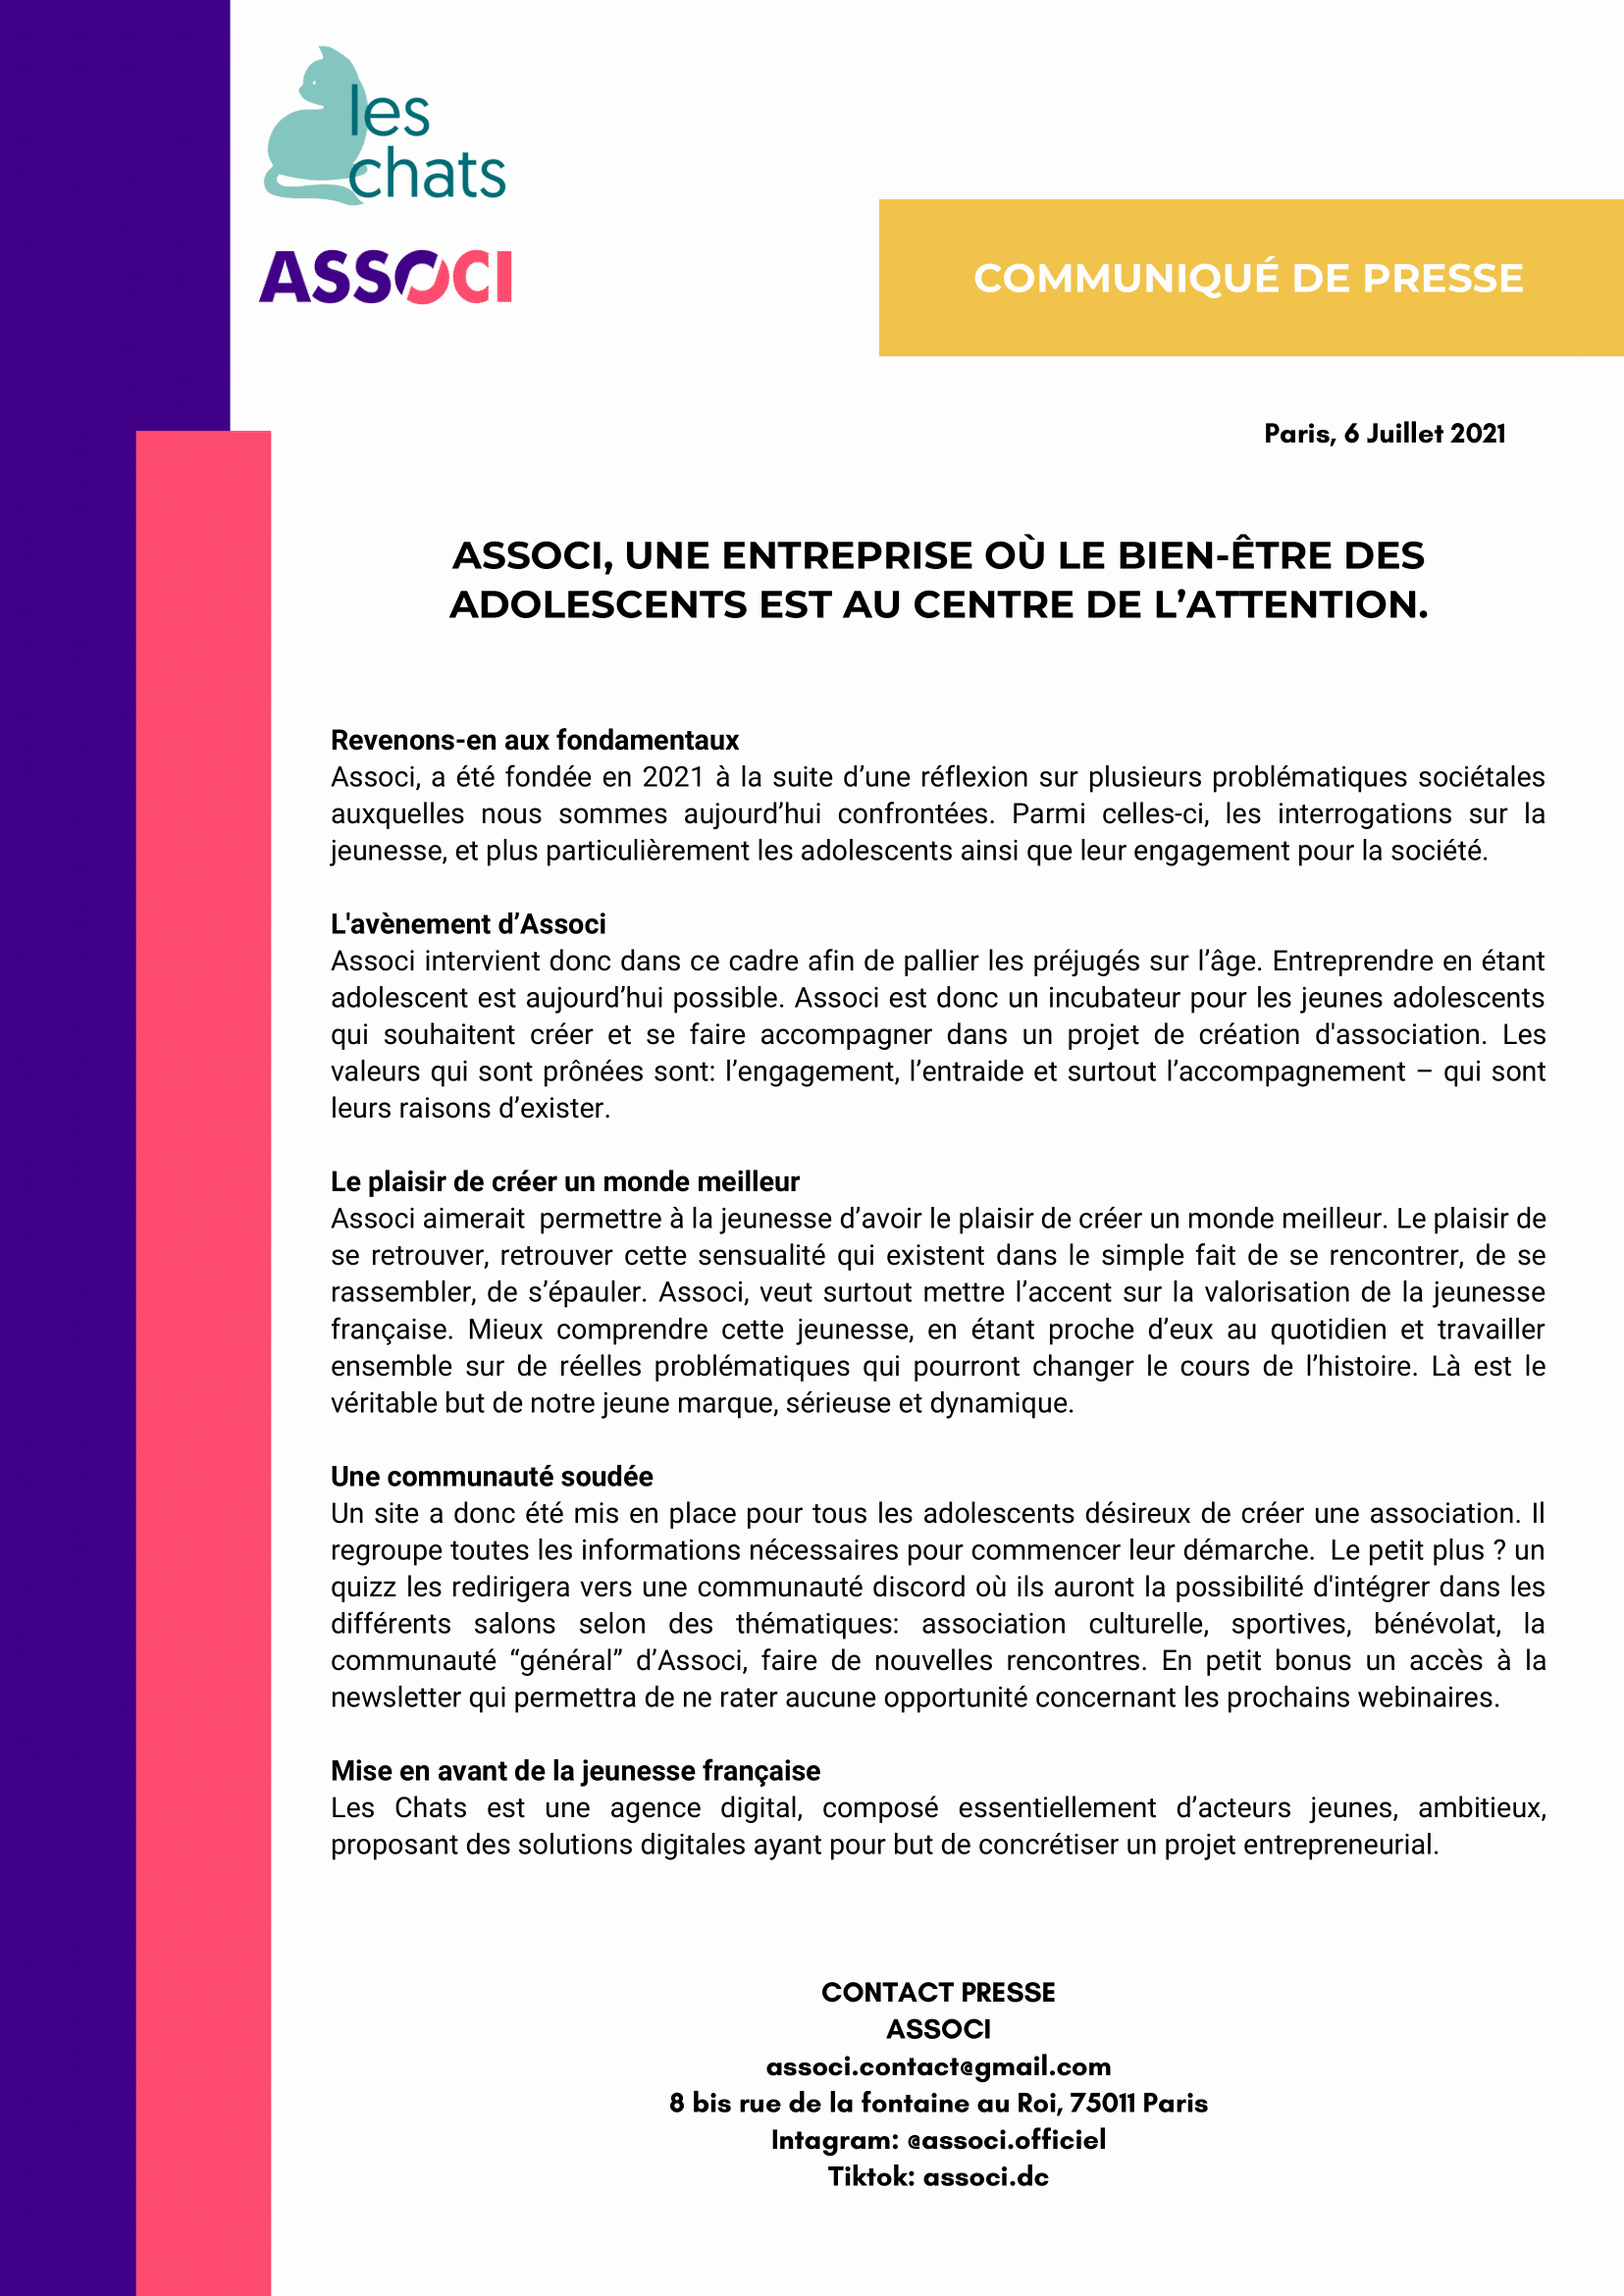 les
chats
ASSOCI
COMMUNIQUÉ DE PRESSE
Paris, 6 Juillet 2021
ASSOCI, UNE ENTREPRISE OÙ LE BIEN-ÊTRE DES
ADOLESCENTS EST AU CENTRE DE L’ATTENTION.
Revenons-en aux fondamentaux
Associ, a été fondée en 2021 à la suite d’une réflexion sur plusieurs problématiques sociétales
auxquelles nous sommes aujourd’hui confrontées. Parmi celles-ci, les interrogations sur la
jeunesse, et plus particulièrement les adolescents ainsi que leur engagement pour la société.
L'avènement d’Associ
Associ intervient donc dans ce cadre afin de pallier les préjugés sur l’âge. Entreprendre en étant
adolescent est aujourd’hui possible. Associ est donc un incubateur pour les jeunes adolescents
qui souhaitent créer et se faire accompagner dans un projet de création d'association. Les
valeurs qui sont prônées sont: l’engagement, l’entraide et surtout l’accompagnement – qui sont
leurs raisons d’exister.
Le plaisir de créer un monde meilleur
Associ aimerait  permettre à la jeunesse d’avoir le plaisir de créer un monde meilleur. Le plaisir de
se retrouver, retrouver cette sensualité qui existent dans le simple fait de se rencontrer, de se
rassembler, de s’épauler. Associ, veut surtout mettre l’accent sur la valorisation de la jeunesse
française. Mieux comprendre cette jeunesse, en étant proche d’eux au quotidien et travailler
ensemble sur de réelles problématiques qui pourront changer le cours de l’histoire. Là est le
véritable but de notre jeune marque, sérieuse et dynamique.
Une communauté soudée
Un site a donc été mis en place pour tous les adolescents désireux de créer une association. Il
regroupe toutes les informations nécessaires pour commencer leur démarche.  Le petit plus ? un
quizz les redirigera vers une communauté discord où ils auront la possibilité d'intégrer dans les
différents salons selon des thématiques: association culturelle, sportives, bénévolat, la
communauté “général” d’Associ, faire de nouvelles rencontres. En petit bonus un accès à la
newsletter qui permettra de ne rater aucune opportunité concernant les prochains webinaires.
Mise en avant de la jeunesse française
Les Chats est une agence digital, composé essentiellement d’acteurs jeunes, ambitieux,
proposant des solutions digitales ayant pour but de concrétiser un projet entrepreneurial.
CONTACT PRESSE
ASSOCI
associ.contact@gmail.com
8 bis rue de la fontaine au Roi, 75011 Paris
Intagram: @associ.officiel
Tiktok: associ.dc